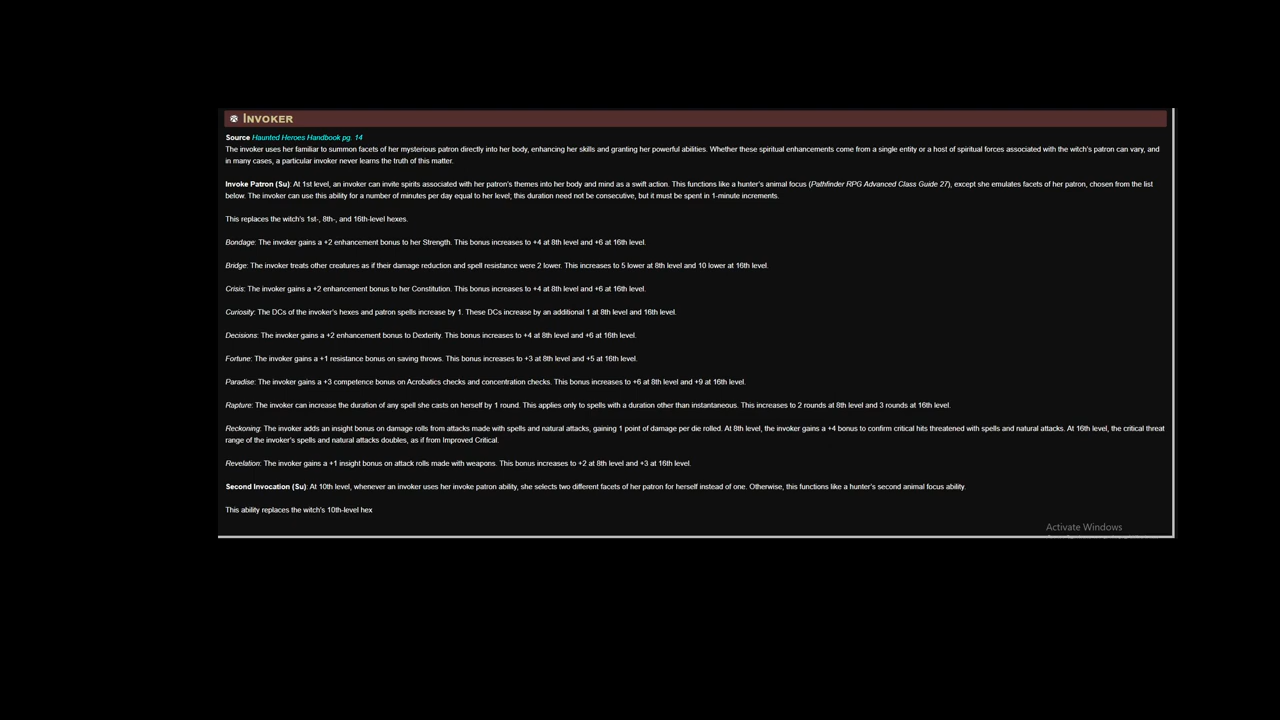 INVOKER
Source Haunted Heroes Handbook pg. 14
The invoker uses her familiar to summon facets of her mysterious patron directly into her body, enhancing her skills and granting her powerful abilities. Whether these spiritual enhancements come from a single entity or a host of spiritual forces associated with the witch's patron can vary, and
in many cases, a particular invoker never learns the truth of this matter.
Invoke Patron (Su): At 1st level, an invoker can invite spirits associated with her patron's themes into her body and mind as a swift action. This functions like a hunter's animal focus (Pathfinder RPG Advanced Class Guide 27), except she emulates facets of her patron, chosen from the list
below. The invoker can use this ability for a number of minutes per day equal to her level; this duration need not be consecutive, but it must be spent in 1-minute increments.
This replaces the witch's 1st-, 8th-, and 16th-level hexes.
Bondage: The invoker gains a +2 enhancement bonus to her Strength. This bonus increases to +4 at 8th level and +6 at 16th level.
Bridge: The invoker treats other creatures as if their damage reduction and spell resistance were 2 lower. This increases to 5 lower at 8th level and 10 lower at 16th level.
Crisis: The invoker gains a +2 enhancement bonus to her Constitution. This bonus increases to +4 at 8th level and +6 at 16th level.
Curiosity: The DCs of the invoker's hexes and patron spells increase by 1. These DCs increase by an additional 1 at 8th level and 16th level.
Decisions: The invoker gains a +2 enhancement bonus to Dexterity. This bonus increases to +4 at 8th level and +6 at 16th level.
Fortune: The invoker gains a +1 resistance bonus on saving throws. This bonus increases to +3 at 8th level and +5 at 16th level.
Paradise: The invoker gains a +3 competence bonus on Acrobatics checks and concentration checks. This bonus increases to +6 at 8th level and +9 at 16th level.
Rapture: The invoker can increase the duration of any spell she casts on herself by 1 round. This applies only to spells with a duration other than instantaneous. This increases to 2 rounds at 8th level and 3 rounds at 16th level.
Reckoning: The invoker adds an insight bonus on damage rolls from attacks made with spells and natural attacks, gaining 1 point of damage per die rolled. At 8th level, the invoker gains a +4 bonus to confirm critical hits threatened with spells and natural attacks. At 16th level, the critical threat
range of the invoker's spells and natural attacks doubles, as if from Improved Critical.
Revelation: The invoker gains a +1 insight bonus on attack rolls made with weapons. This bonus increases to +2 at 8th level and +3 at 16th level.
Second Invocation (Su): At 10th level, whenever an invoker uses her invoke patron ability, she selects two different facets of her patron for herself instead of one. Otherwise, this functions like a hunter's second animal focus ability.
This ability replaces the witch's 10th-level hex
Activate Windows